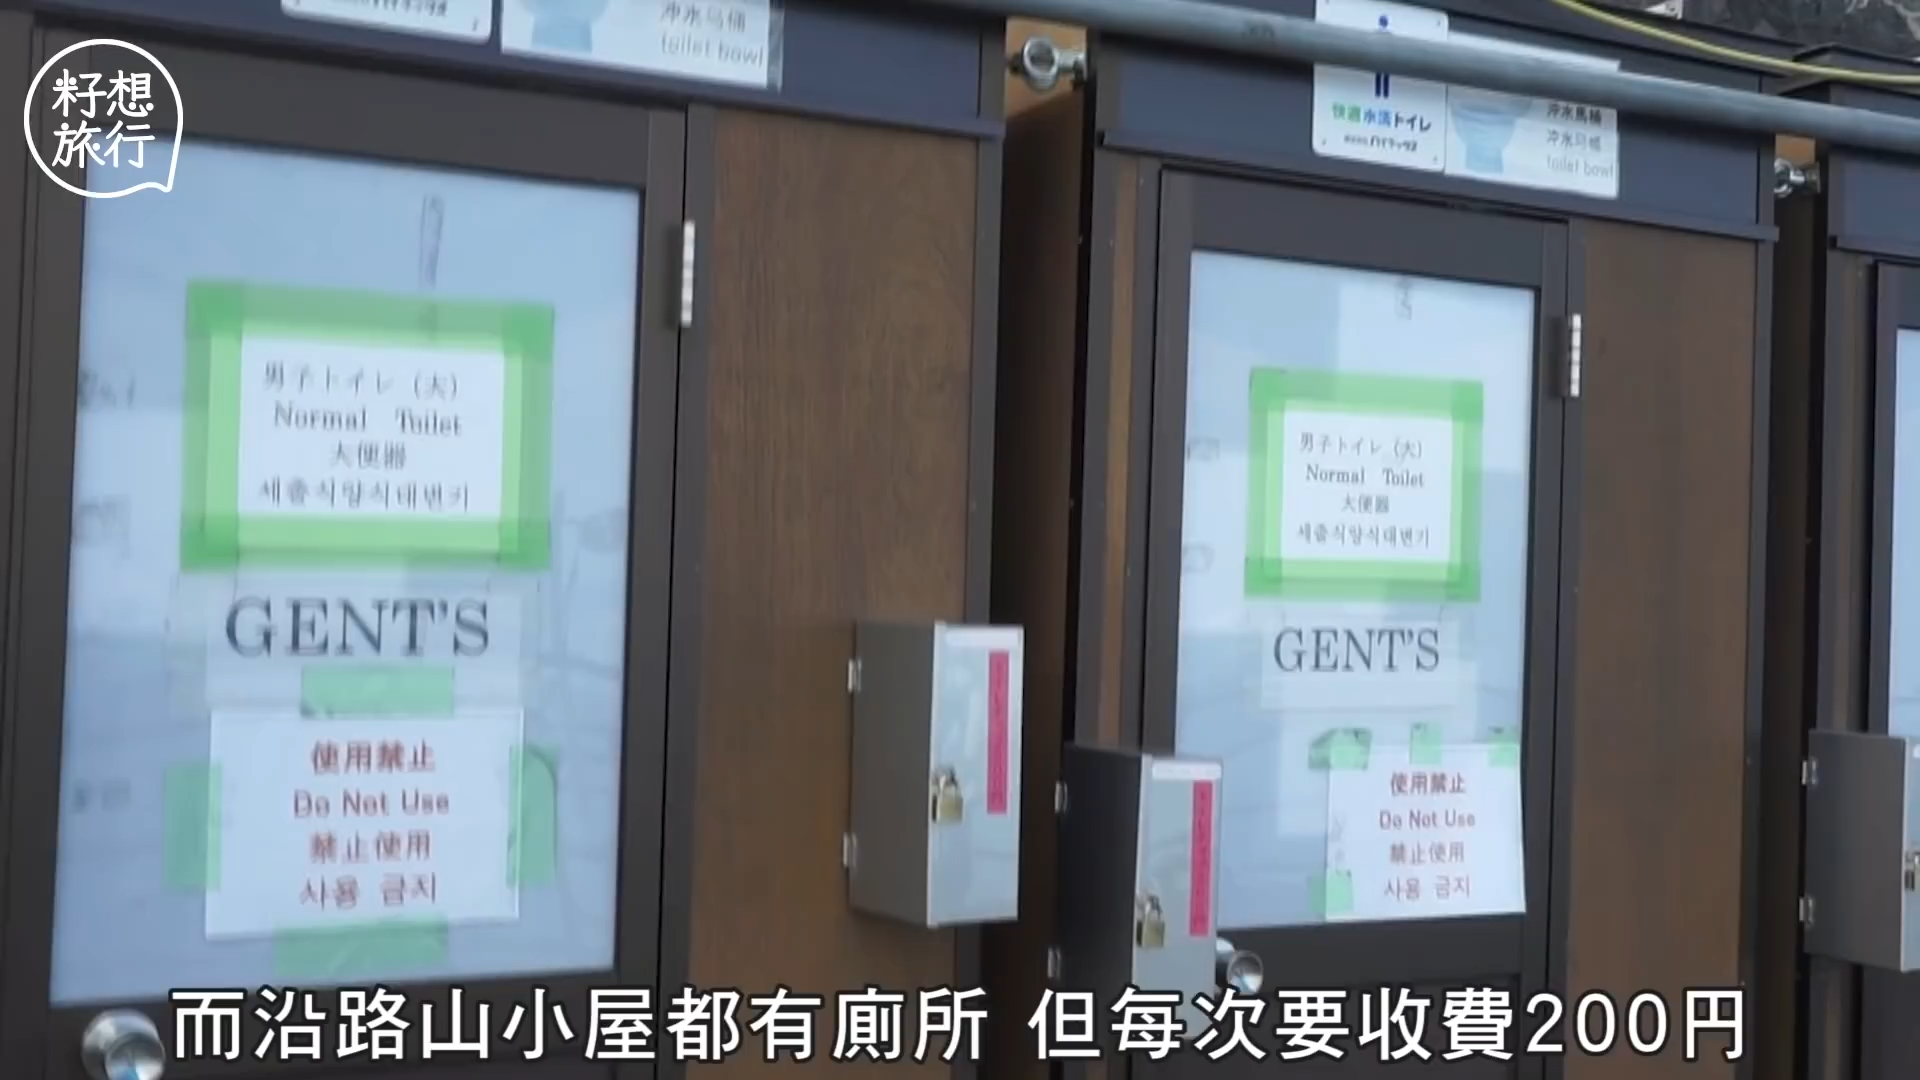 籽想
旅行
冲水马桶
toilet bowl
快適水洗トイレ
冲水馬桶
冲水马桶
toilet bowl
男子トイレ（大）
Normal Toilet
大便器
세출식양식대변기
GENT'S
使用禁止
Do Not Use
禁止使用
사용 금지
男子トイレ（大）
Normal Toilet
大便器
세출식양식대변기
GENT'S
使用禁止
Do Not Use
禁止使用
사용 금지
而沿路山小屋都有廁所 但每次要收費200円